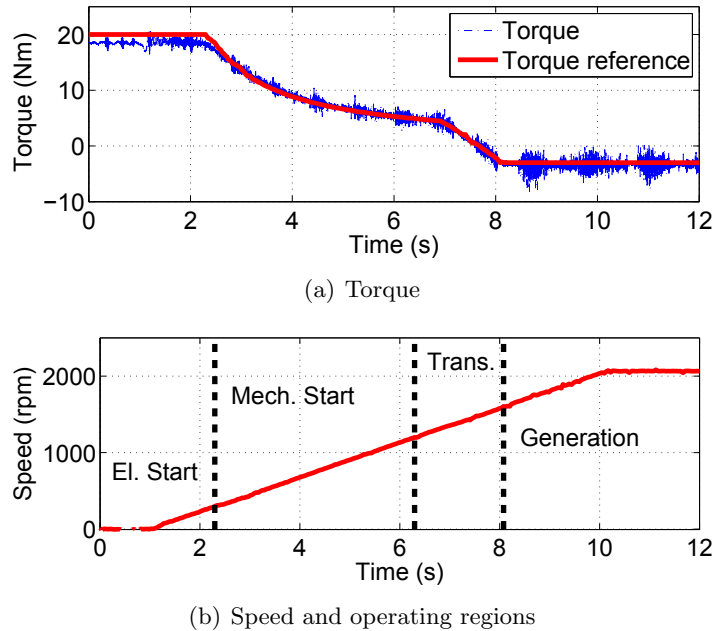 20
10
0
−10
Torque (Nm)
Torque
Torque reference
0 2 4 6 8 10 12
Time (s)
(a) Torque
2000
1000
0
Speed (rpm)
El. Start
Mech. Start
Trans.
Generation
0 2 4 6 8 10 12
Time (s)
(b) Speed and operating regions